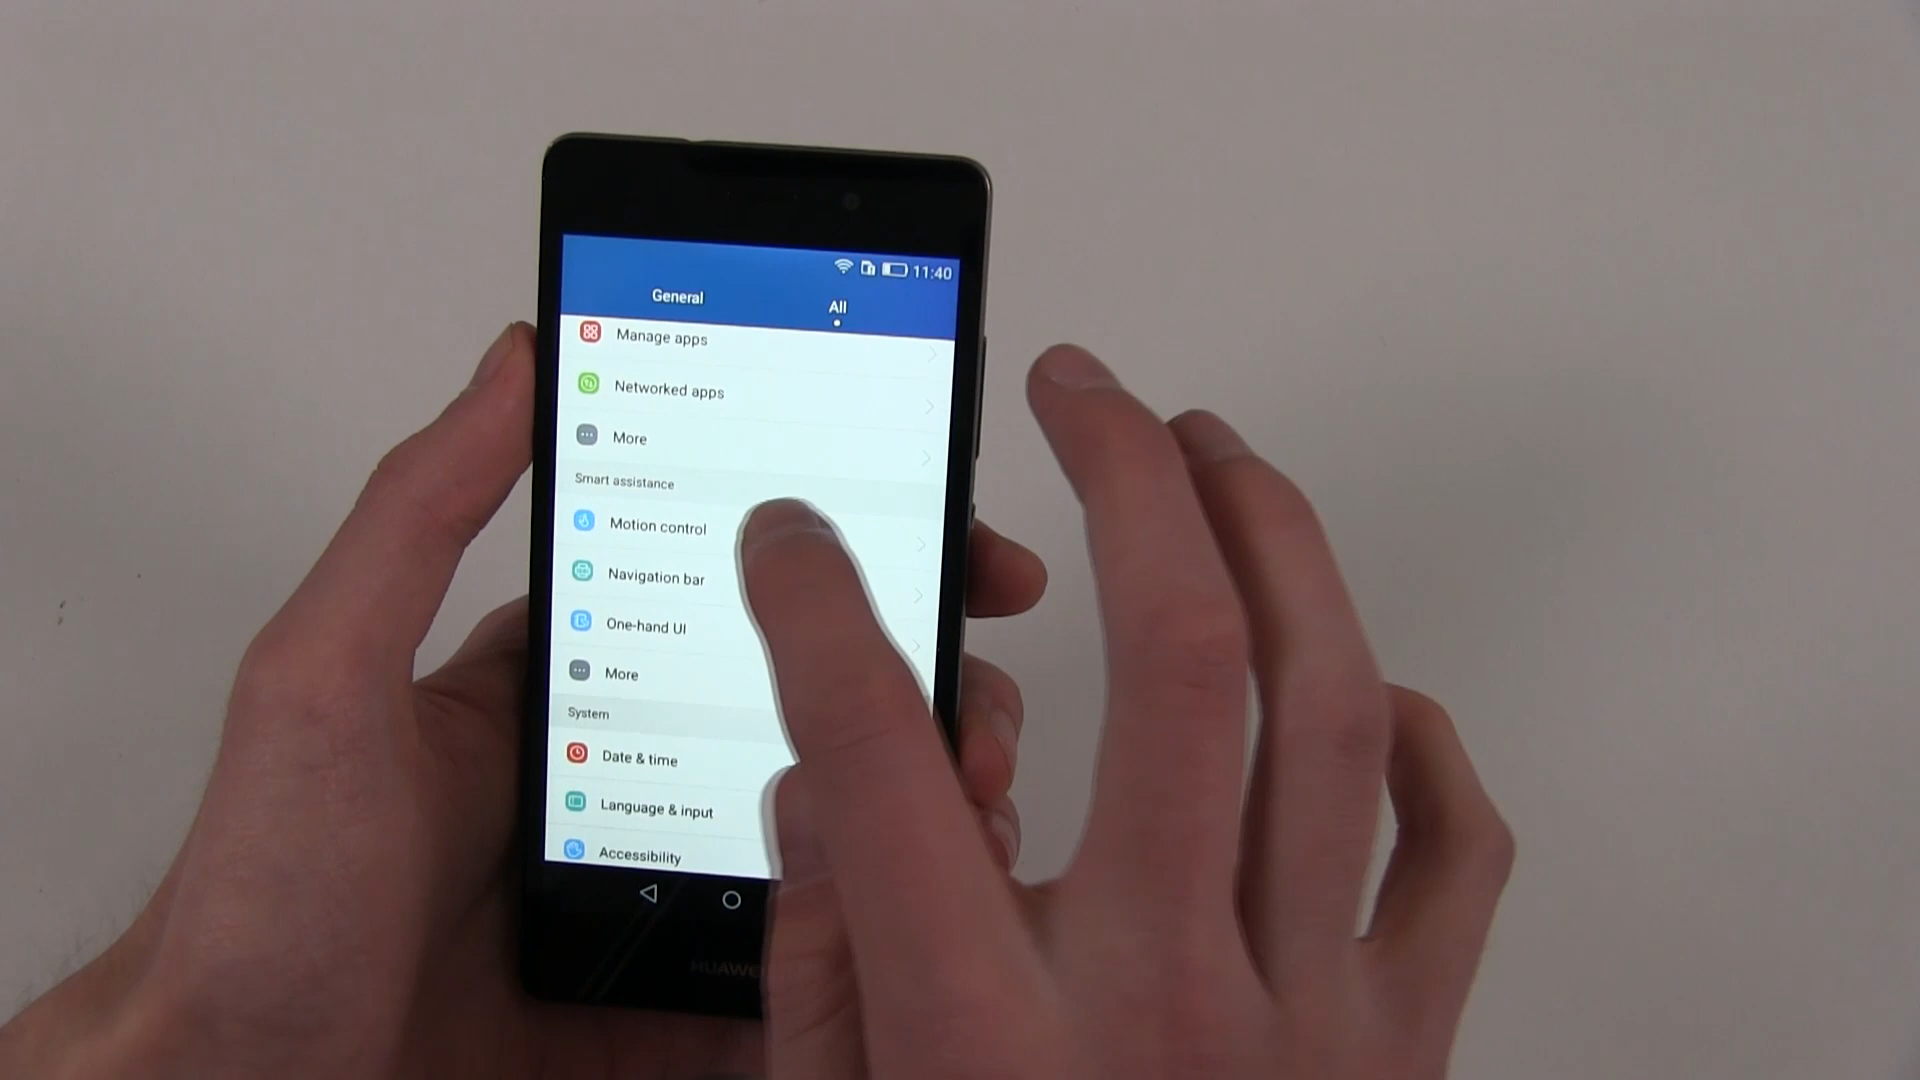 11:40
General
All
Manage apps
Networked apps
More
Smart assistance
Motion control
Navigation bar
One-hand UI
More
System
Date & time
Language & input
Accessibility
HUAWEI